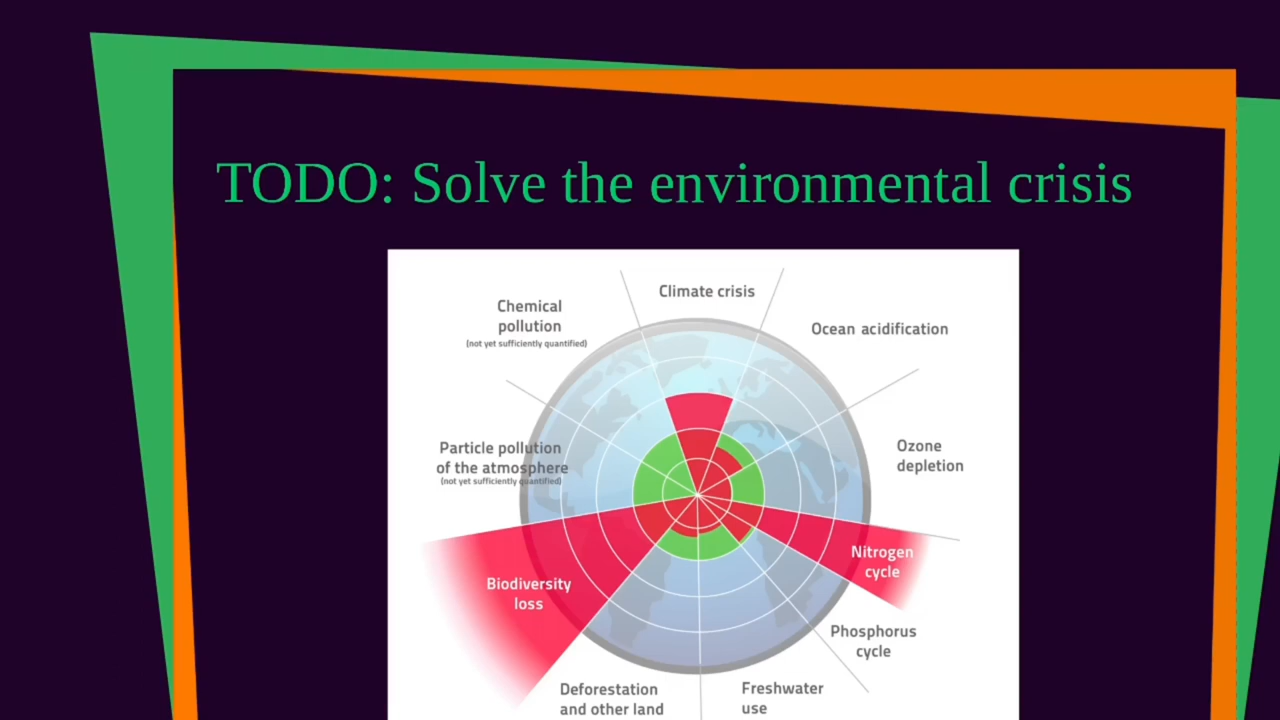 TODO: Solve the environmental crisis
Climate crisis
Chemical
pollution
(not yet sufficiently quantified)
Ocean acidification
Particle pollution
of the atmosphere
(not yet sufficiently quantified)
Ozone
depletion
Nitrogen
cycle
Biodiversity
loss
Phosphorus
cycle
Deforestation
and other land
Freshwater
use